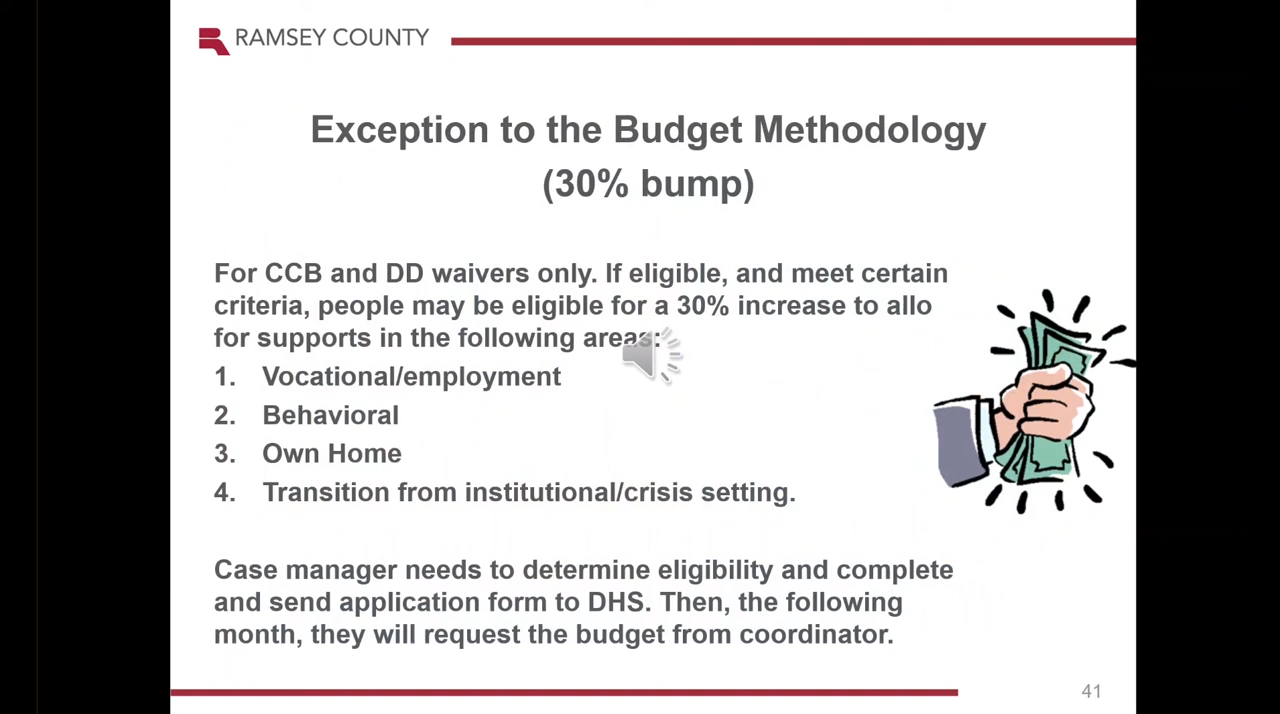 RAMSEY COUNTY
Exception to the Budget Methodology
(30% bump)
For CCB and DD waivers only. If eligible, and meet certain
criteria, people may be eligible for a 30% increase to allo
for supports in the following areas:
1. Vocational/employment
2. Behavioral
3. Own Home
4. Transition from institutional/crisis setting.
Case manager needs to determine eligibility and complete
and send application form to DHS. Then, the following
month, they will request the budget from coordinator.
41